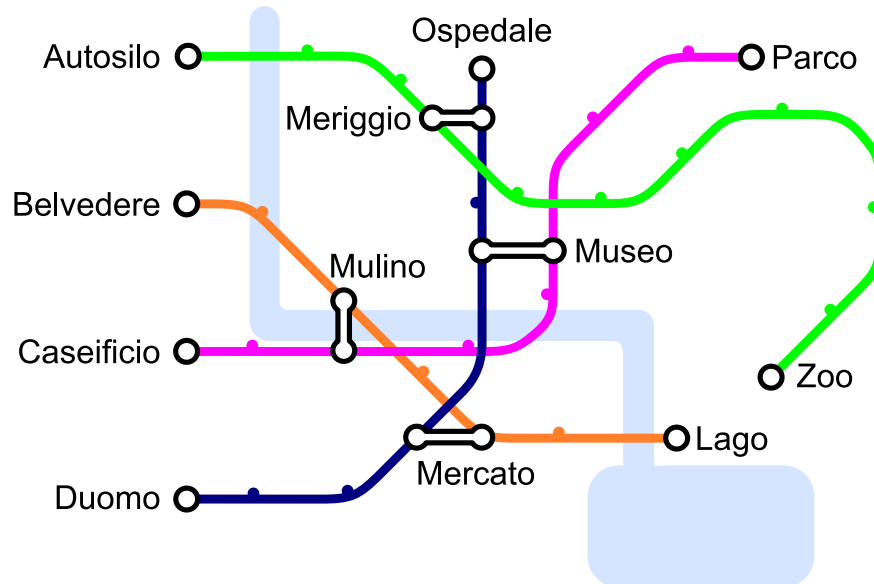 Ospedale
Autosilo
Parco
Meriggio
Belvedere
Museo
Mulino
Caseificio
Zoo
Lago
Mercato
Duomo